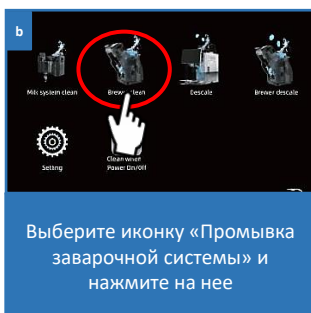 b
Milk system clean Brewer clean Descale Brewer descale
Setting Clean when
Power On/Off
Выберите иконку «Промывка
заварочной системы» и
нажмите на нее